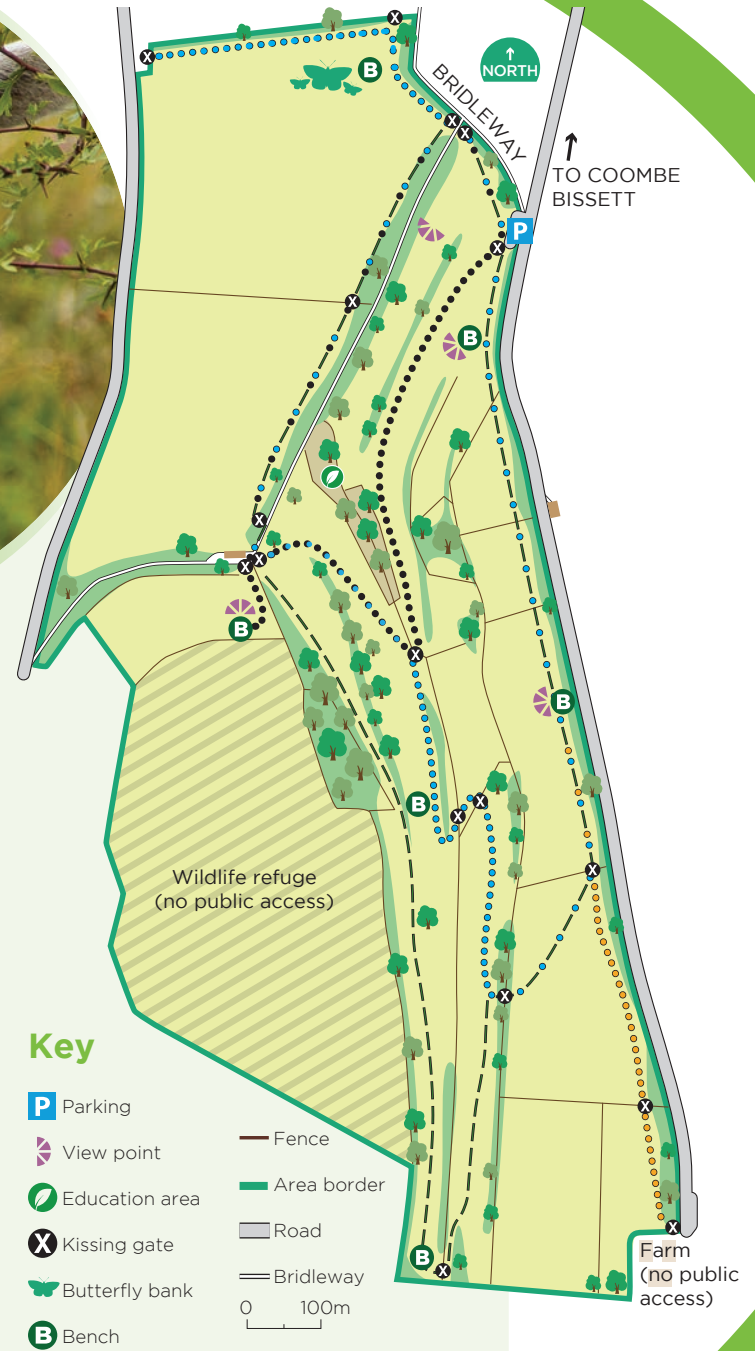 ↑
NORTH
BRIDLEWAY
TO COOMBE
BISSETT
P
B
X
X
X
X
X
X
B
X
X
X
X
B
X
B
B
X
X
X
Wildlife refuge
(no public access)
X
X
X
B
X
Farm
(no public
access)
Key
P Parking
View point
Education area
X Kissing gate
Butterfly bank
B Bench
Fence
Area border
Road
Bridleway
0 100m